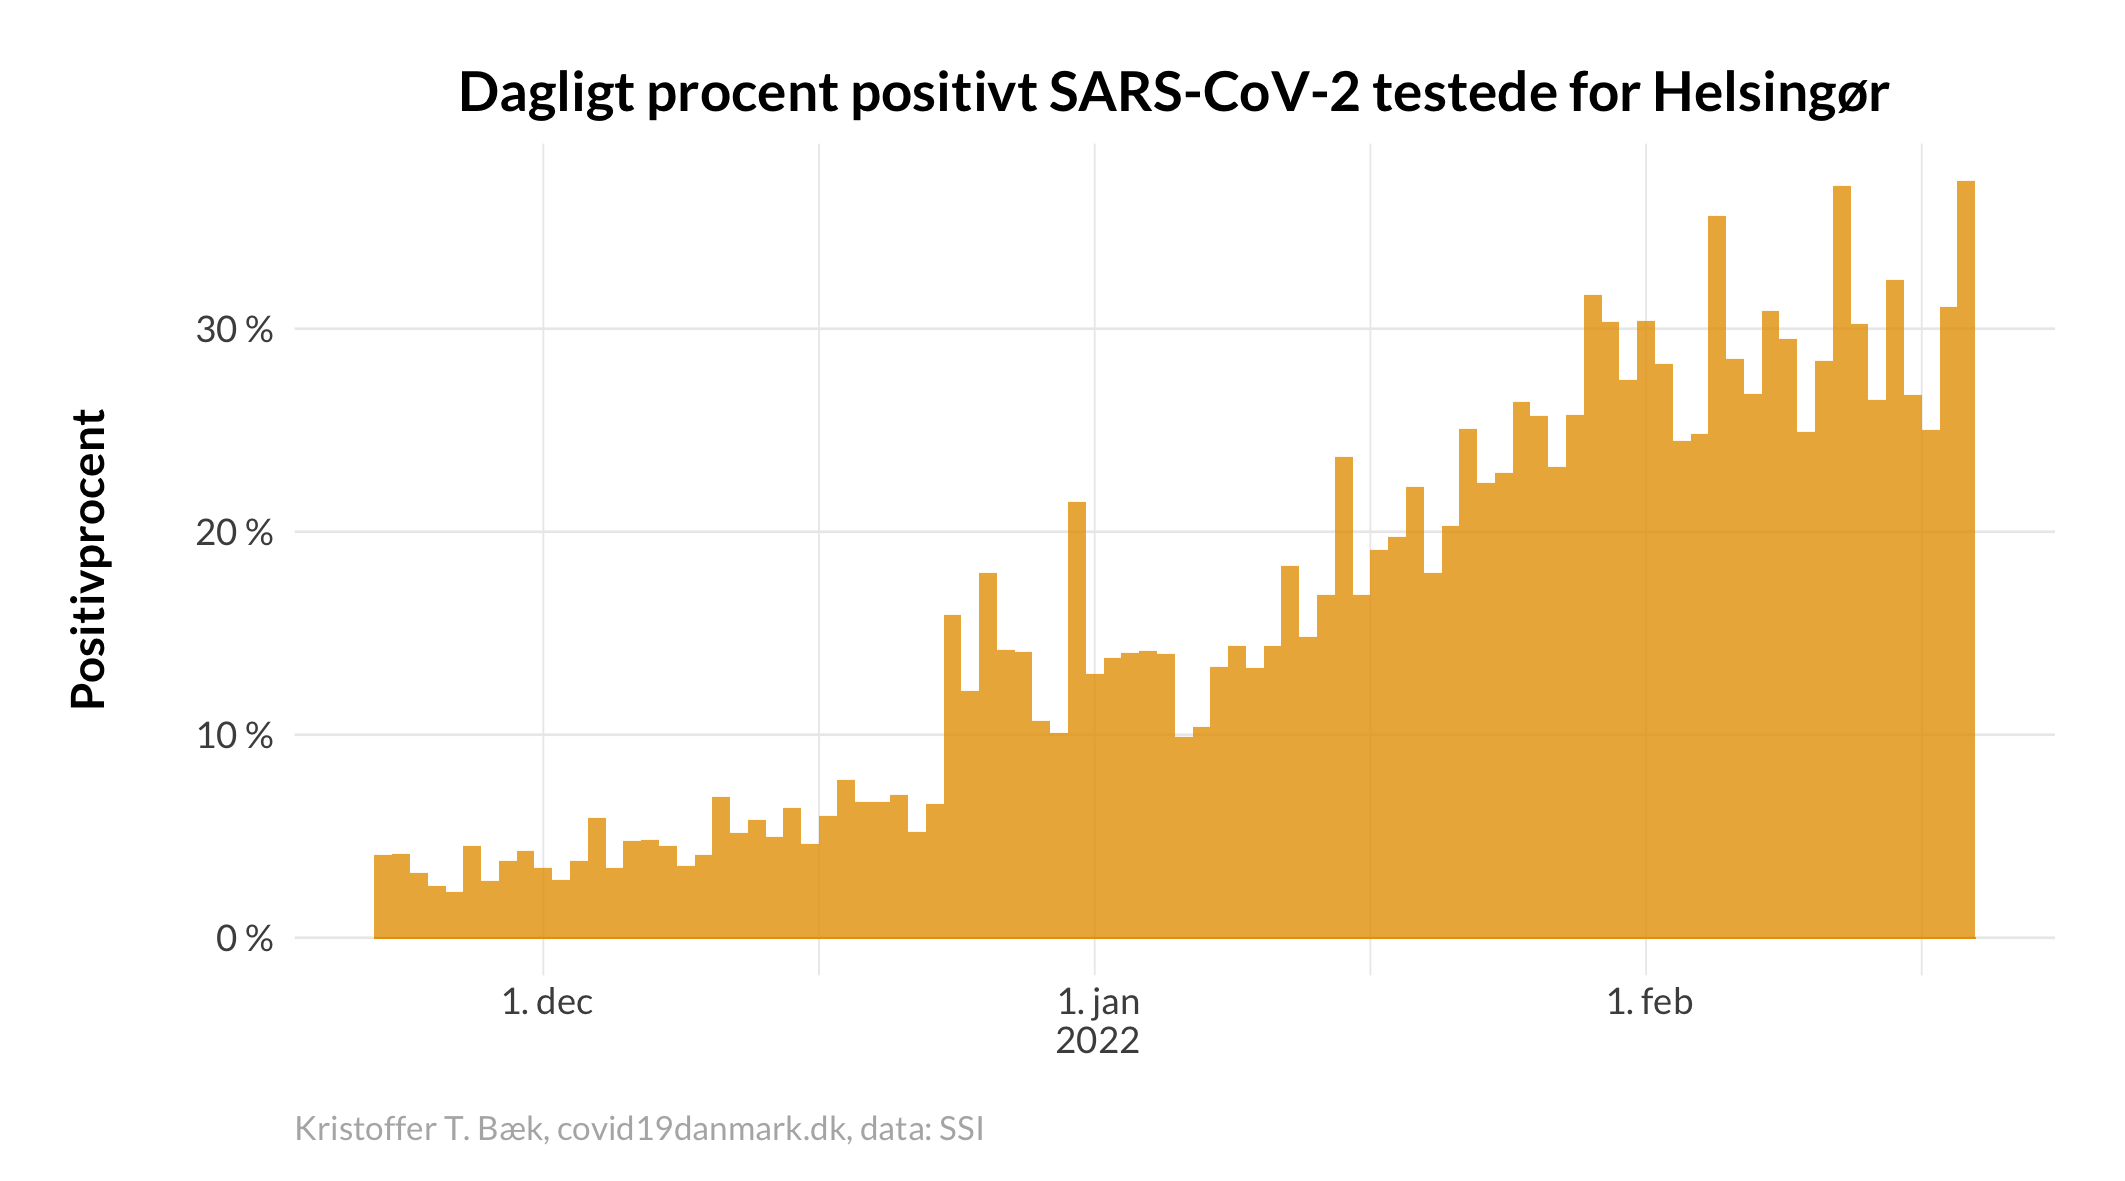 Dagligt procent positivt SARS-CoV-2 testede for Helsingør
Positivprocent
30 %
20 %
10 %
0 %
1. dec
1. jan
2022
1. feb
Kristoffer T. Bæk, covid19danmark.dk, data: SSI